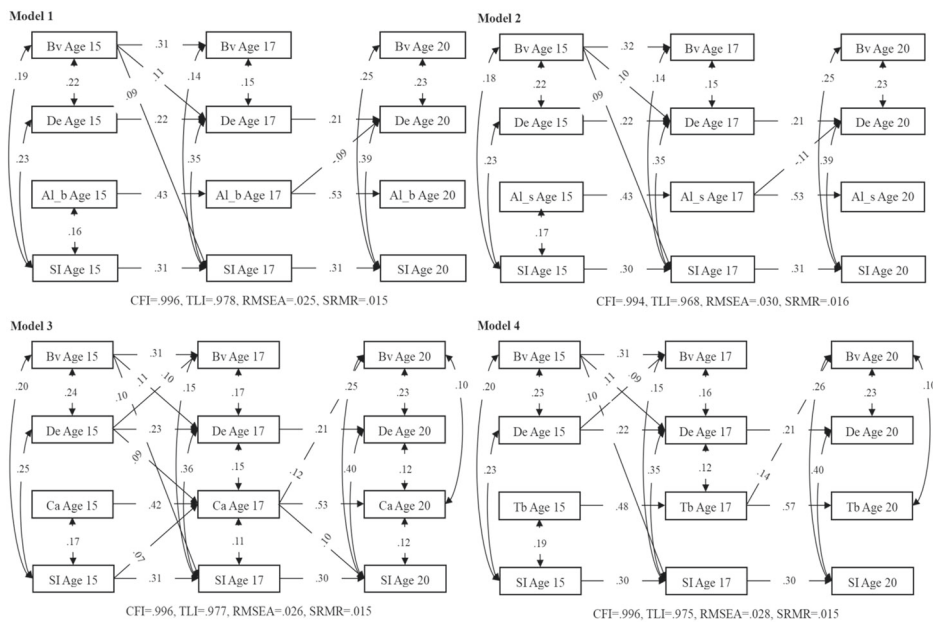 Model 1
Bv Age 15
.31
Bv Age 17
Bv Age 20
.19
.22
.11
.14
.15
.25
.23
.09
De Age 15
.22
De Age 17
.21
De Age 20
.23
.35
-.09
.39
Al_b Age 15
.43
Al_b Age 17
.53
Al_b Age 20
.16
SI Age 15
.31
SI Age 17
.31
SI Age 20
CFI=.996, TLI=.978, RMSEA=.025, SRMR=.015
Model 2
Bv Age 15
.32
Bv Age 17
Bv Age 20
.18
.22
.10
.14
.15
.25
.23
.09
De Age 15
.22
De Age 17
.21
De Age 20
.23
.35
-.11
.39
Al_s Age 15
.43
Al_s Age 17
.53
Al_s Age 20
.17
SI Age 15
.30
SI Age 17
.31
SI Age 20
CFI=.994, TLI=.968, RMSEA=.030, SRMR=.016
Model 3
Bv Age 15
.31
Bv Age 17
Bv Age 20
.20
.24
.11
.10
.10
.15
.17
.25
.23
.10
De Age 15
.23
De Age 17
.21
De Age 20
.25
.09
.36
.15
.12
.40
.12
Ca Age 15
.42
Ca Age 17
.53
Ca Age 20
.17
.07
.11
.10
.12
SI Age 15
.31
SI Age 17
.30
SI Age 20
CFI=.996, TLI=.977, RMSEA=.026, SRMR=.015
Model 4
Bv Age 15
.31
Bv Age 17
Bv Age 20
.20
.23
.11
.09
.10
.15
.16
.26
.23
.10
De Age 15
.22
De Age 17
.21
De Age 20
.23
.35
.12
.14
.40
Tb Age 15
.48
Tb Age 17
.57
Tb Age 20
.19
SI Age 15
.30
SI Age 17
.30
SI Age 20
CFI=.996, TLI=.975, RMSEA=.028, SRMR=.015